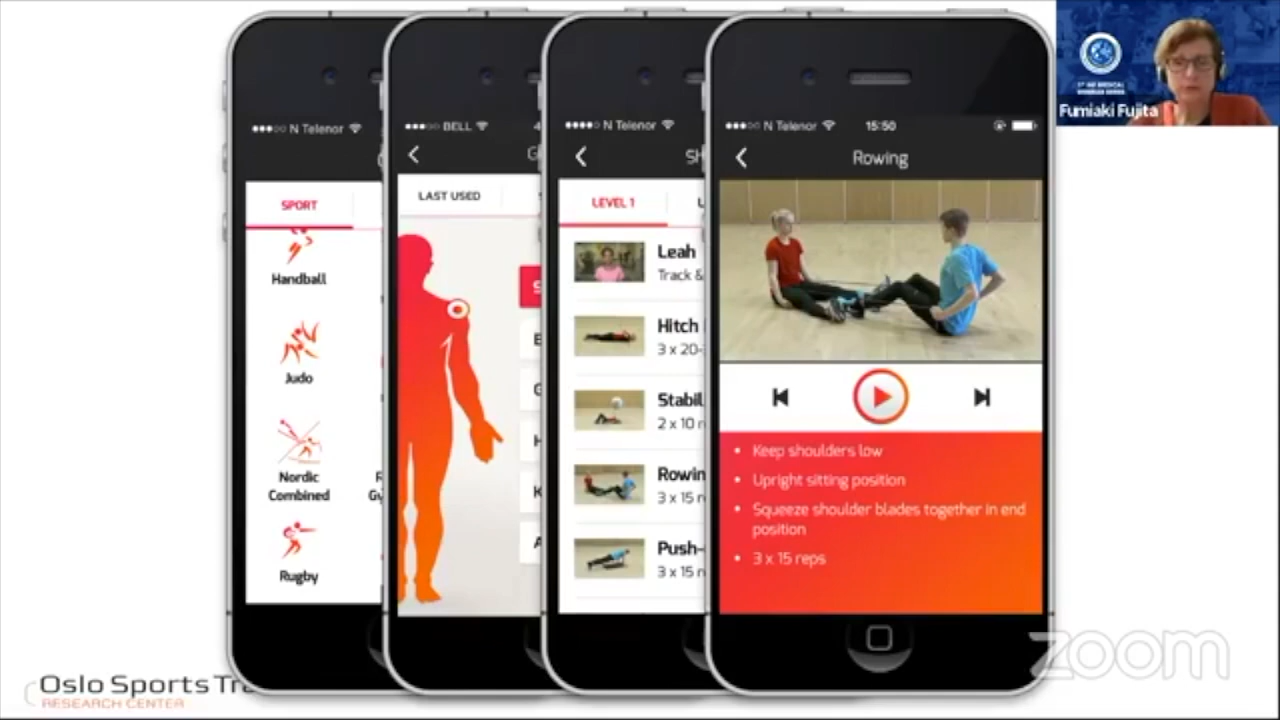 N Telenor
SPORT
Handball
Judo
Nordic
Combined
Rugby
BELL
LAST USED
N Telenor
LEVEL 1
Leah
Track &
Hitch
3 x 20-
Stabil
2 x 10 r
Rowin
3 x 15 r
Push-
3 x 15 r
N Telenor 15:50
Rowing
• Keep shoulders low
• Upright sitting position
• Squeeze shoulder blades together in end
position
• 3 x 15 reps
Fumiaki Fujita
Oslo Sports Tr
RESEARCH CENTER
zoom